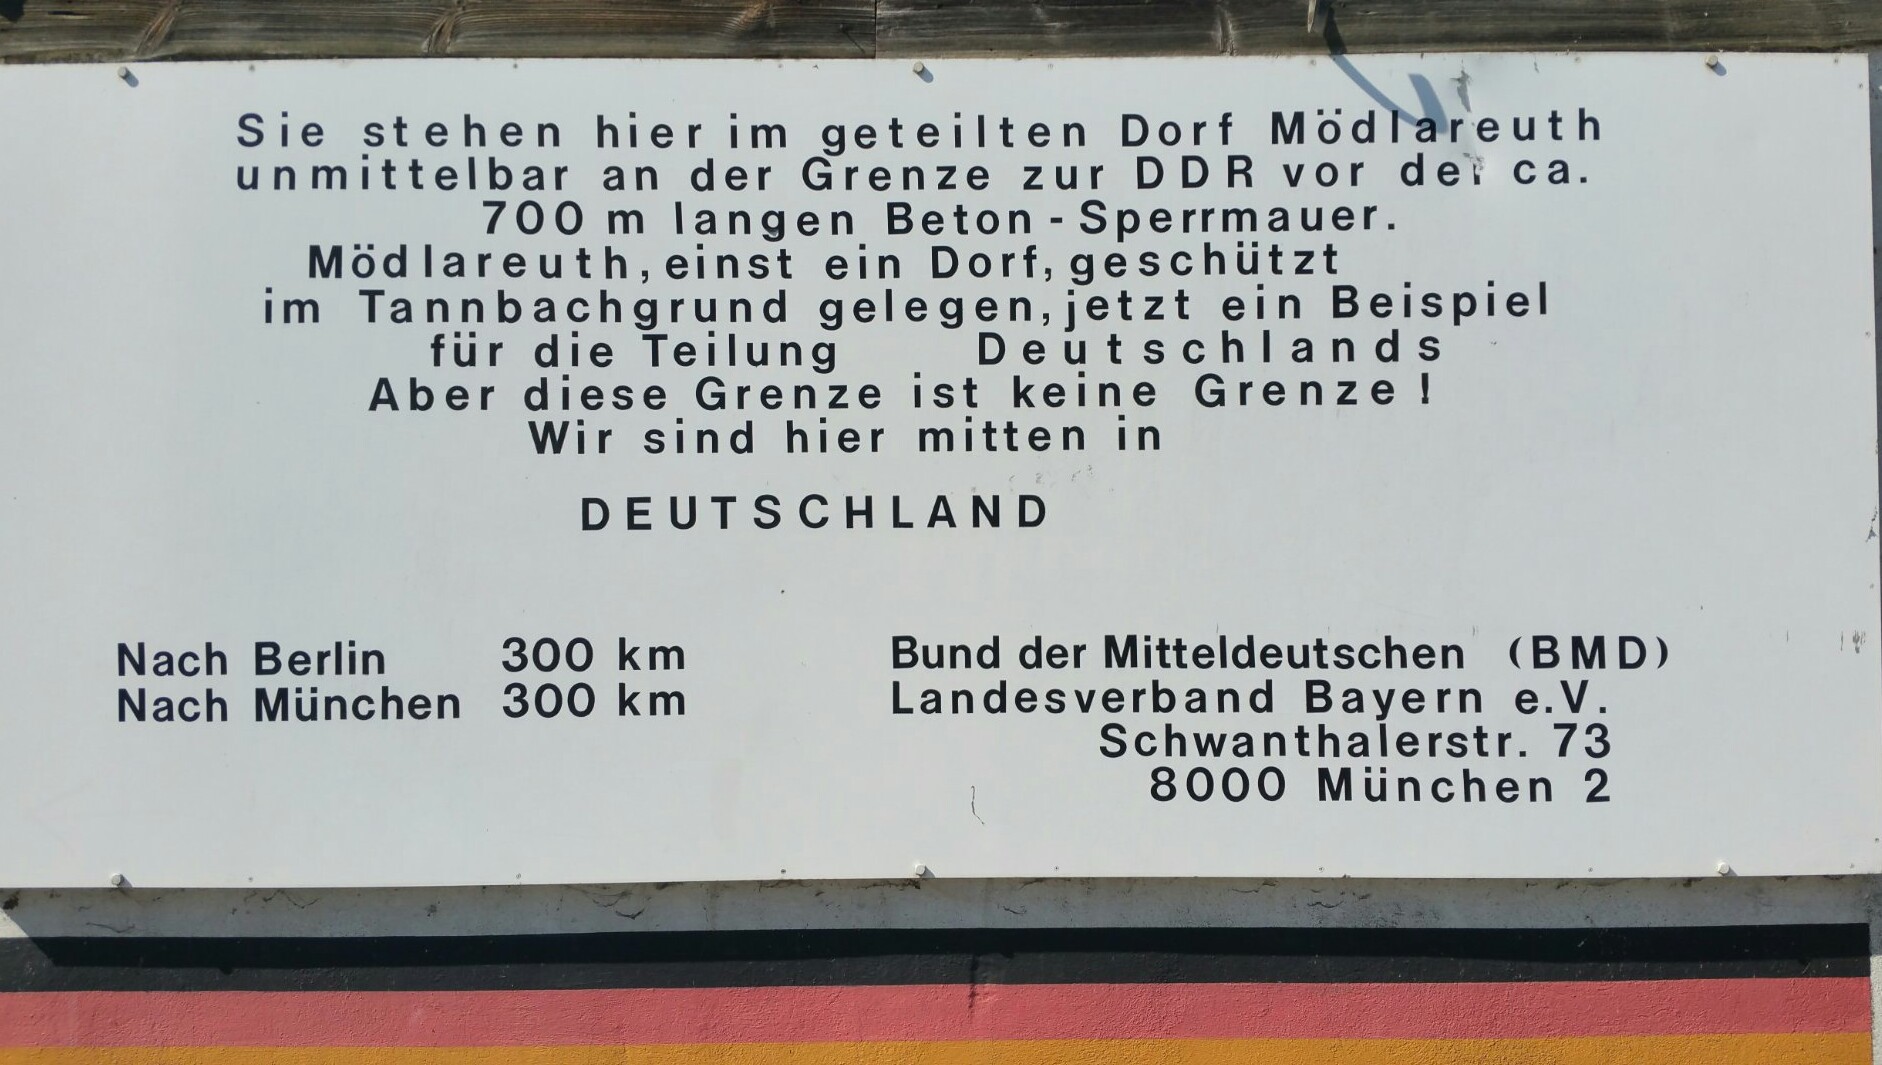 Sie stehen hier im geteilten Dorf Mödlareuth
unmittelbar an der Grenze zur DDR vor der ca.
700 m langen Beton - Sperrmauer.
Mödlareuth, einst ein Dorf, geschützt
im Tannbachgrund gelegen, jetzt ein Beispiel
für die Teilung Deutschlands
Aber diese Grenze ist keine Grenze !
Wir sind hier mitten in
DEUTSCHLAND
Nach Berlin 300 km
Nach München 300 km
Bund der Mitteldeutschen (BMD)
Landesverband Bayern e.V.
Schwanthalerstr. 73
8000 München 2